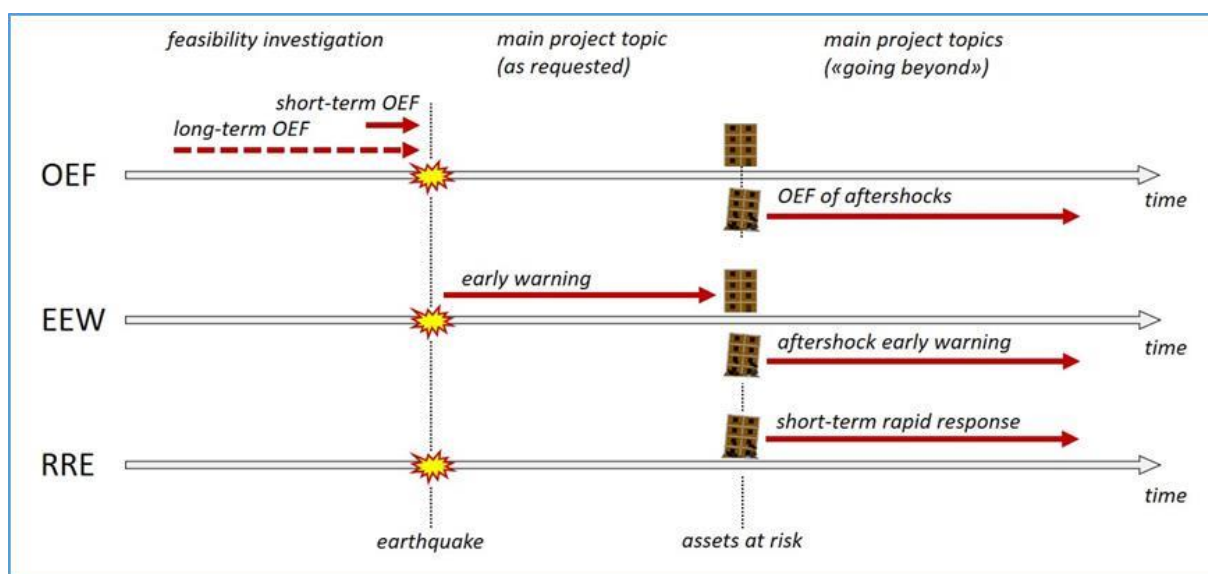 feasibility investigation
main project topic
(as requested)
main project topics
(«going beyond»)
short-term OEF
long-term OEF
OEF
time
OEF of aftershocks
early warning
EEW
time
aftershock early warning
short-term rapid response
RRE
time
earthquake
assets at risk